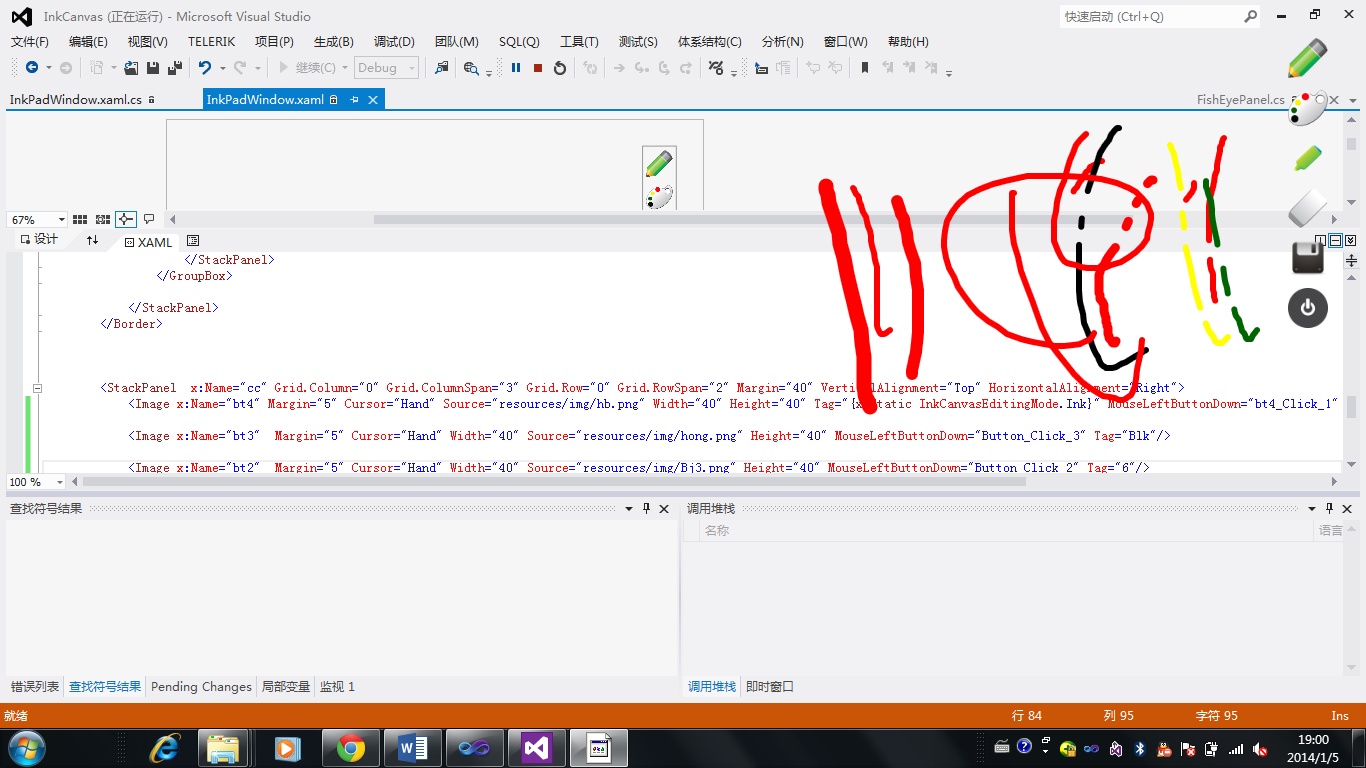 InkCanvas (正在运行) - Microsoft Visual Studio
快速启动 (Ctrl+Q)
文件(F) 编辑(E) 视图(V) TELERIK 项目(P) 生成(B) 调试(D) 团队(M) SQL(Q) 工具(T) 测试(S) 体系结构(C) 分析(N) 窗口(W) 帮助(H)
继续(C) Debug
InkPadWindow.xaml.cs InkPadWindow.xaml FishEyePanel.cs
67%
设计 XAML
</StackPanel>
</GroupBox>
</StackPanel>
</Border>
<StackPanel x:Name="cc" Grid.Column="0" Grid.ColumnSpan="3" Grid.Row="0" Grid.RowSpan="2" Margin="40" HorizontalAlignment="Right">
<Image x:Name="bt4" Margin="5" Cursor="Hand" Source="resources/img/hb.png" Width="40" Height="40" InkCanvasEditingMode.Ink}" MouseLeftButtonDown="bt4_Click_1"
<Image x:Name="bt3" Margin="5" Cursor="Hand" Width="40" Source="resources/img/hong.png" Height="40" MouseLeftButtonDown="Button_Click_3" Tag="Blk"/>
<Image x:Name="bt2" Margin="5" Cursor="Hand" Width="40" Source="resources/img/Bj3.png" Height="40" MouseLeftButtonDown="Button_Click_2" Tag="6"/>
100 %
查找符号结果 调用堆栈
名称 语言
错误列表 查找符号结果 Pending Changes 局部变量 监视 1 调用堆栈 即时窗口
就绪 行 84 列 95 字符 95 Ins
19:00
2014/1/5